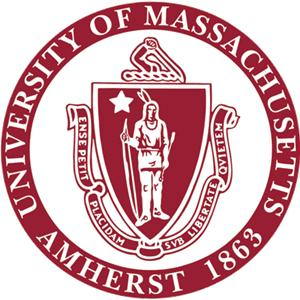 UNIVERSITY OF MASSACHUSETTS
AMHERST 1863
ENSE PETIT
PLACIDAM
SVB LIBERTATE
QVIETEM